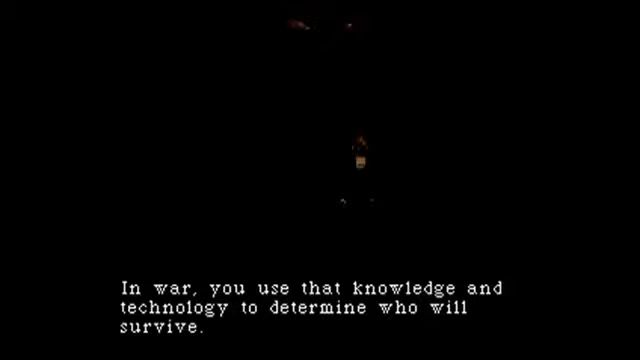 In war, you use that knowledge and
technology to determine who will
survive.